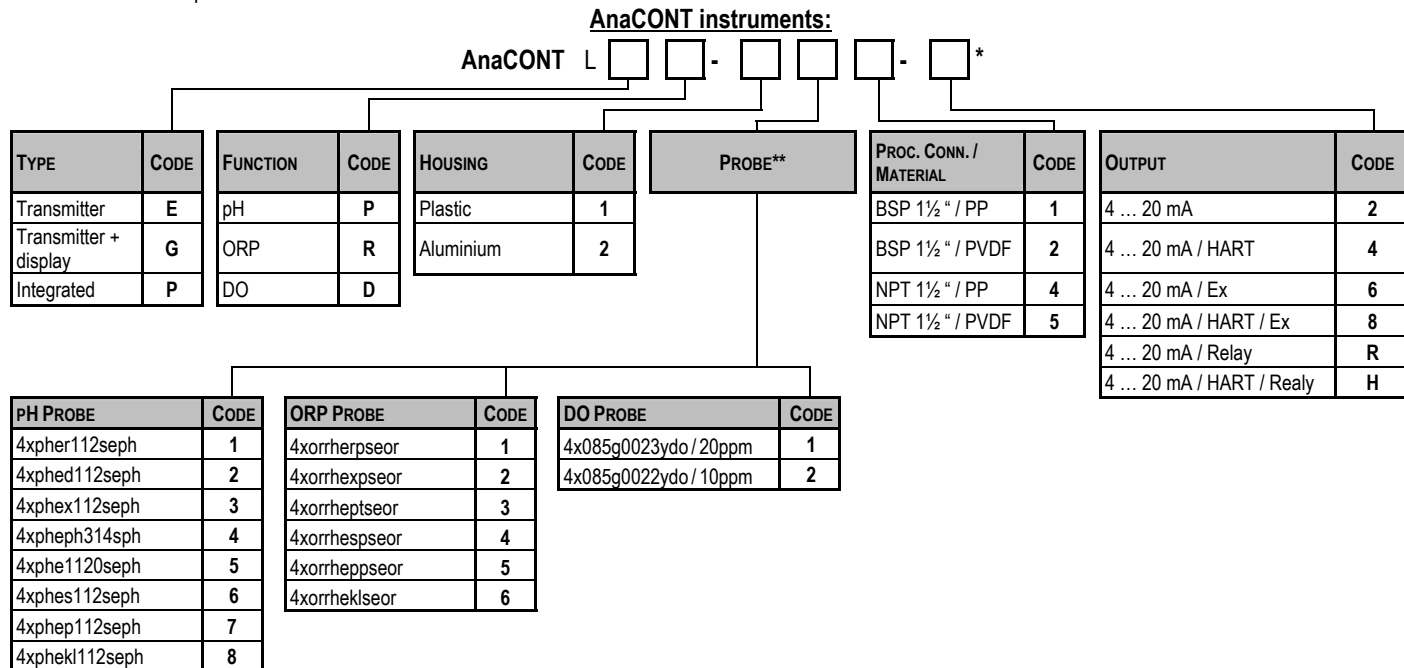 AnaCONT instruments:
AnaCONT L - - *
TYPE CODE
Transmitter E
Transmitter + display G
Integrated P
FUNCTION CODE
pH P
ORP R
DO D
HOUSING CODE
Plastic 1
Aluminium 2
PROBE**
PROC. CONN. / MATERIAL CODE
BSP 1½ “ / PP 1
BSP 1½ “ / PVDF 2
NPT 1½ “ / PP 4
NPT 1½ “ / PVDF 5
OUTPUT CODE
4 … 20 mA 2
4 … 20 mA / HART 4
4 … 20 mA / Ex 6
4 … 20 mA / HART / Ex 8
4 … 20 mA / Relay R
4 … 20 mA / HART / Realy H
PH PROBE CODE
4xpher112seph 1
4xphed112seph 2
4xphex112seph 3
4xpheph314sph 4
4xphe1120seph 5
4xphes112seph 6
4xphep112seph 7
4xphekl112seph 8
ORP PROBE CODE
4xorrherpseor 1
4xorrhexpseor 2
4xorrheptseor 3
4xorrhespseor 4
4xorrheppseor 5
4xorrheklseor 6
DO PROBE CODE
4x085g0023ydo / 20ppm 1
4x085g0022ydo / 10ppm 2